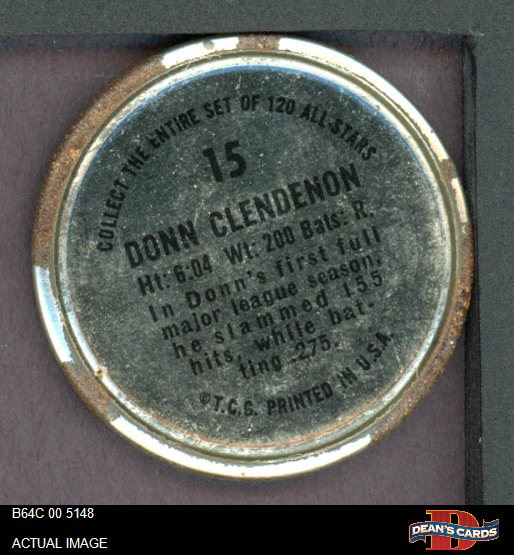 COLLECT THE ENTIRE SET OF 120 ALL-STARS
15
DONN CLENDENON
Ht: 6:04 Wt: 200 Bats: R.
In Donn's first full
major league season,
he slammed 155
hits, while bat-
ting .275.
©T.C.G. PRINTED IN U.S.A.
B64C 00 5148
ACTUAL IMAGE
D
DEAN'S CARDS